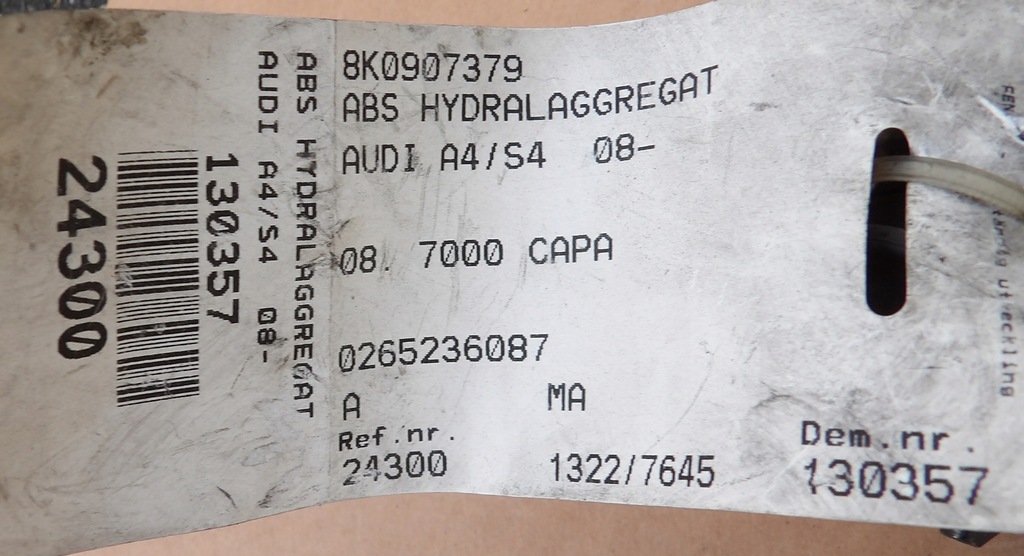 8K0907379
ABS HYDRALAGGREGAT
AUDI A4/S4 08-
08. 7000 CAPA
0265236087
A MA
Ref.nr. Dem.nr.
24300 1322/7645 130357
ABS HYDRALAGGREGAT
AUDI A4/S4 08-
130357
24300